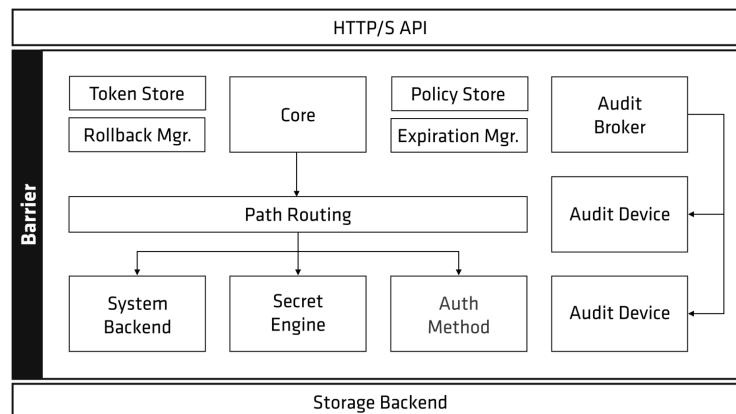 HTTP/S API
Barrier
Token Store
Rollback Mgr.
Core
Policy Store
Expiration Mgr.
Audit
Broker
Path Routing
Audit Device
System
Backend
Secret
Engine
Auth
Method
Audit Device
Storage Backend